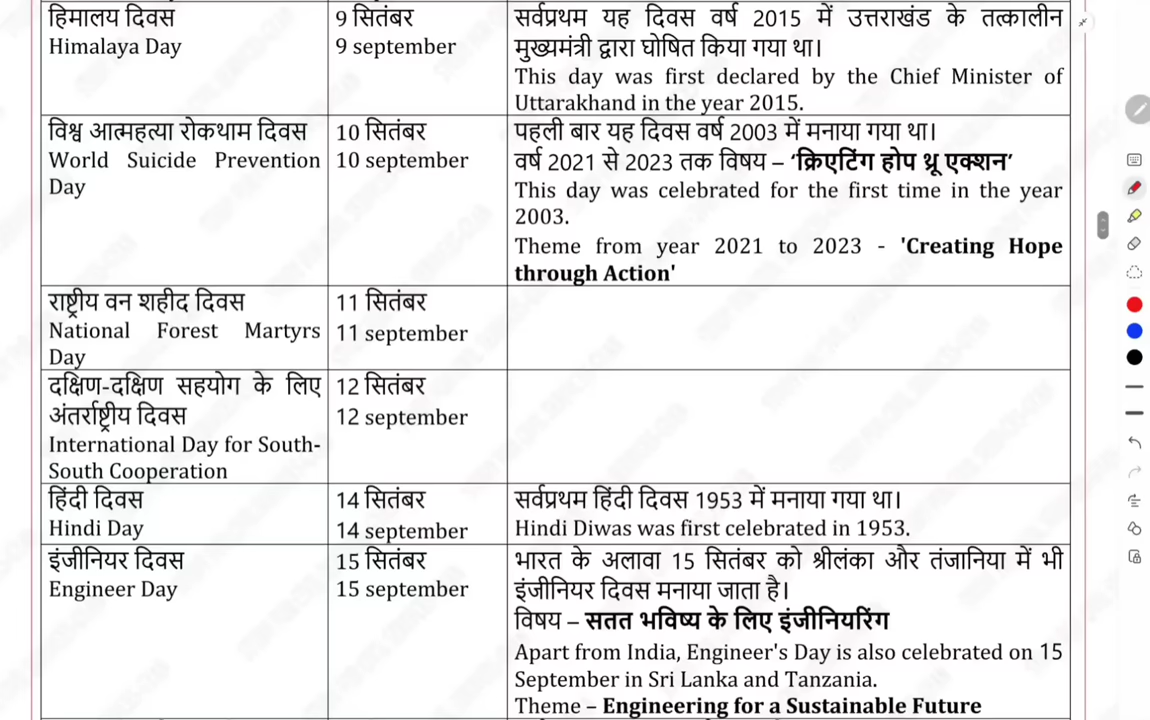 हिमालय दिवस
Himalaya Day
9 सितंबर
9 september
सर्वप्रथम यह दिवस वर्ष 2015 में उत्तराखंड के तत्कालीन
मुख्यमंत्री द्वारा घोषित किया गया था।
This day was first declared by the Chief Minister of
Uttarakhand in the year 2015.
विश्व आत्महत्या रोकथाम दिवस
World Suicide Prevention
Day
10 सितंबर
10 september
पहली बार यह दिवस वर्ष 2003 में मनाया गया था।
वर्ष 2021 से 2023 तक विषय – ‘क्रिएटिंग होप थ्रू एक्शन’
This day was celebrated for the first time in the year
2003.
Theme from year 2021 to 2023 - 'Creating Hope
through Action'
राष्ट्रीय वन शहीद दिवस
National Forest Martyrs
Day
11 सितंबर
11 september
दक्षिण-दक्षिण सहयोग के लिए
अंतर्राष्ट्रीय दिवस
International Day for South-
South Cooperation
12 सितंबर
12 september
हिंदी दिवस
Hindi Day
14 सितंबर
14 september
सर्वप्रथम हिंदी दिवस 1953 में मनाया गया था।
Hindi Diwas was first celebrated in 1953.
इंजीनियर दिवस
Engineer Day
15 सितंबर
15 september
भारत के अलावा 15 सितंबर को श्रीलंका और तंजानिया में भी
इंजीनियर दिवस मनाया जाता है।
विषय – सतत भविष्य के लिए इंजीनियरिंग
Apart from India, Engineer's Day is also celebrated on 15
September in Sri Lanka and Tanzania.
Theme – Engineering for a Sustainable Future